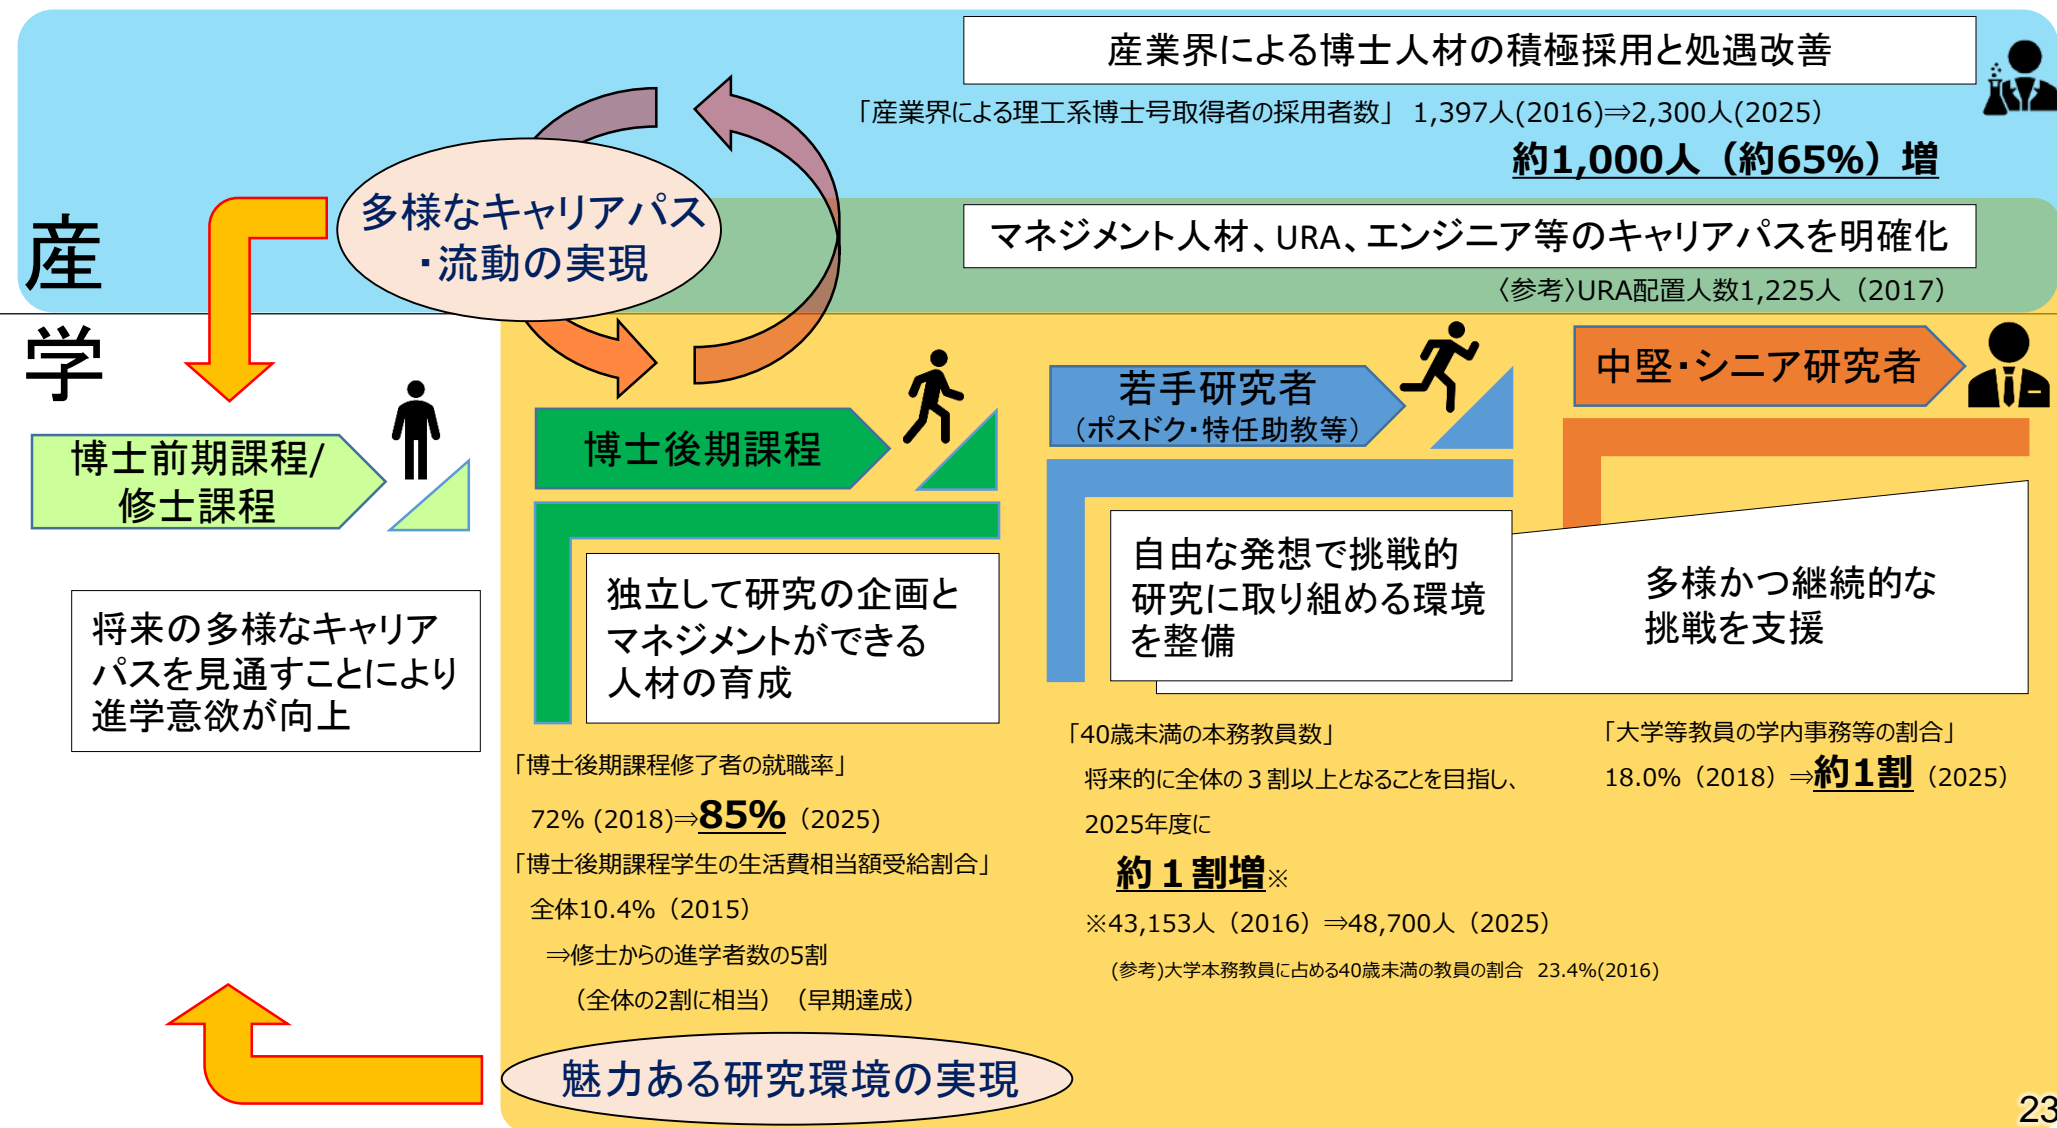 産業界による博士人材の積極採用と処遇改善
「産業界による理工系博士号取得者の採用者数」 1,397人(2016)⇒2,300人(2025)
約1,000人（約65%）増
多様なキャリアパス
・流動の実現
産
マネジメント人材、URA、エンジニア等のキャリアパスを明確化
〈参考〉URA配置人数1,225人（2017）
学
博士前期課程/
修士課程
将来の多様なキャリア
パスを見通すことにより
進学意欲が向上
博士後期課程
独立して研究の企画と
マネジメントができる
人材の育成
「博士後期課程修了者の就職率」
72% (2018)⇒85%（2025）
「博士後期課程学生の生活費相当額受給割合」
全体10.4%（2015）
⇒修士からの進学者数の5割
（全体の2割に相当）（早期達成）
若手研究者
（ポスドク・特任助教等）
自由な発想で挑戦的
研究に取り組める環境
を整備
「40歳未満の本務教員数」
将来的に全体の３割以上となることを目指し、
2025年度に
約１割増※
※43,153人（2016）⇒48,700人（2025）
(参考)大学本務教員に占める40歳未満の教員の割合 23.4%(2016)
中堅・シニア研究者
多様かつ継続的な
挑戦を支援
「大学等教員の学内事務等の割合」
18.0%（2018）⇒約1割（2025）
魅力ある研究環境の実現
23